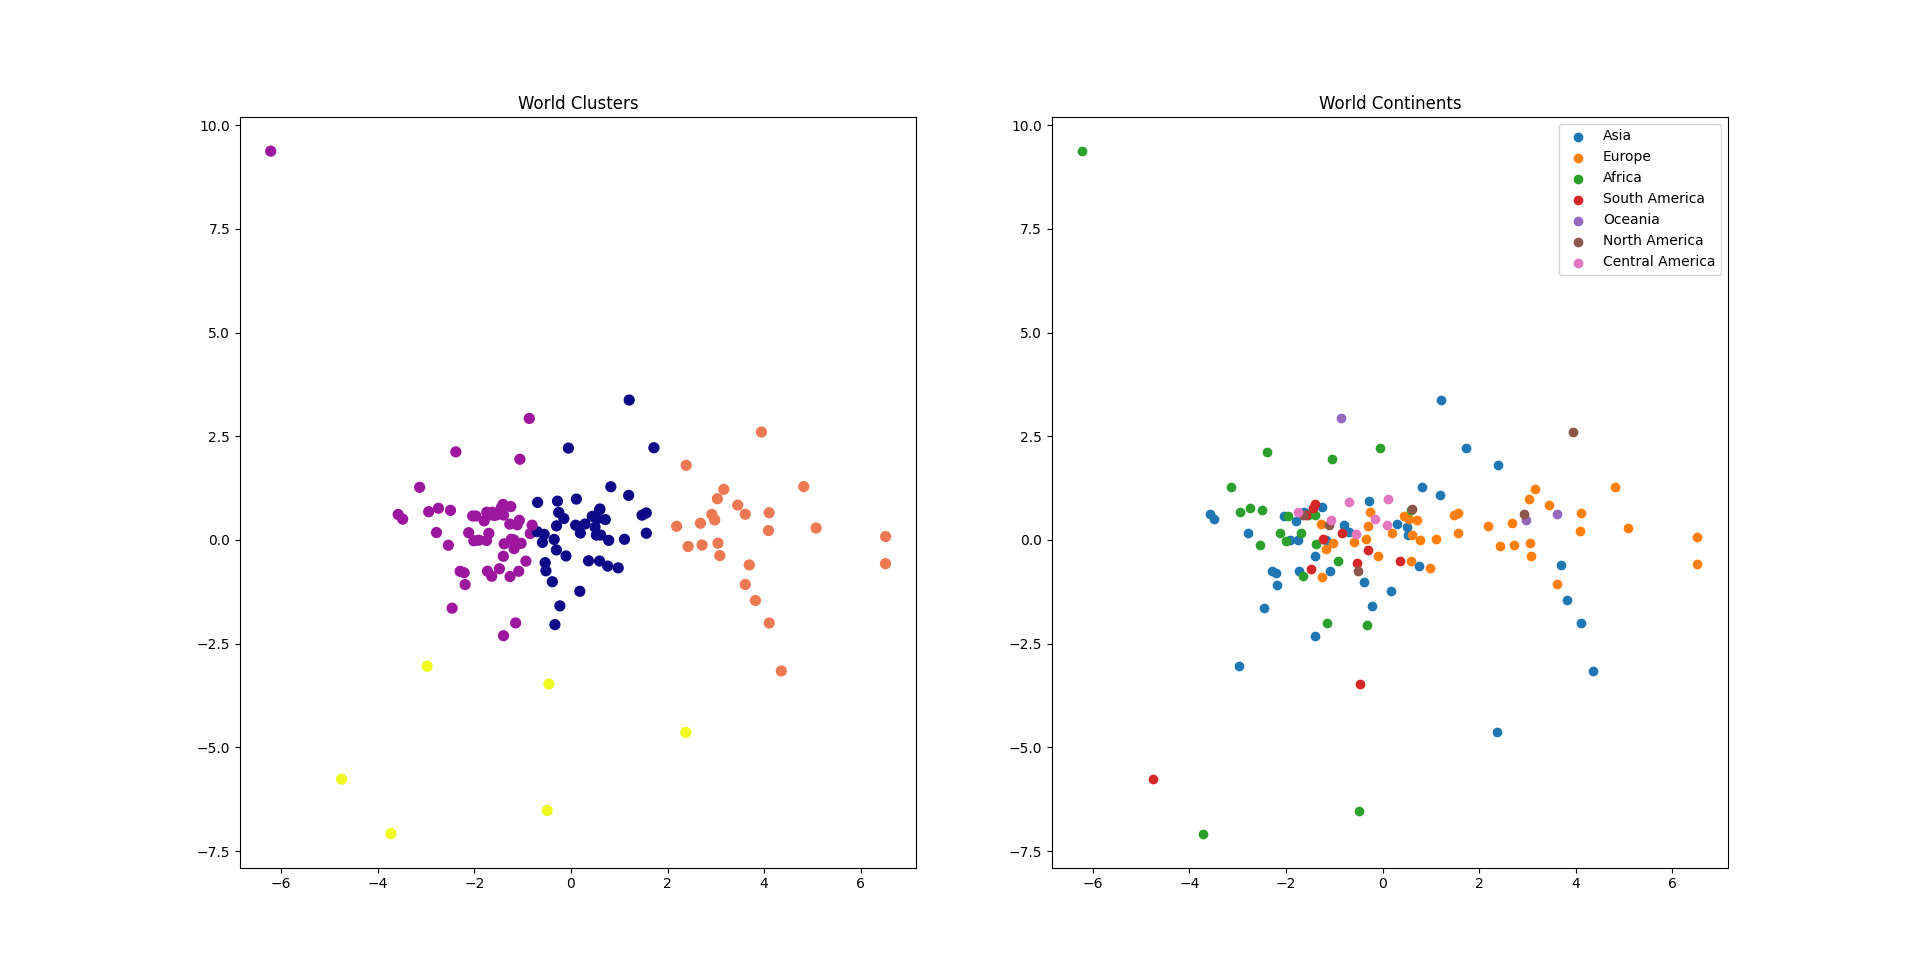 World Clusters
10.0
7.5
5.0
2.5
0.0
−2.5
−5.0
−7.5
−6 −4 −2 0 2 4 6
World Continents
Asia
Europe
Africa
South America
Oceania
North America
Central America
10.0
7.5
5.0
2.5
0.0
−2.5
−5.0
−7.5
−6 −4 −2 0 2 4 6